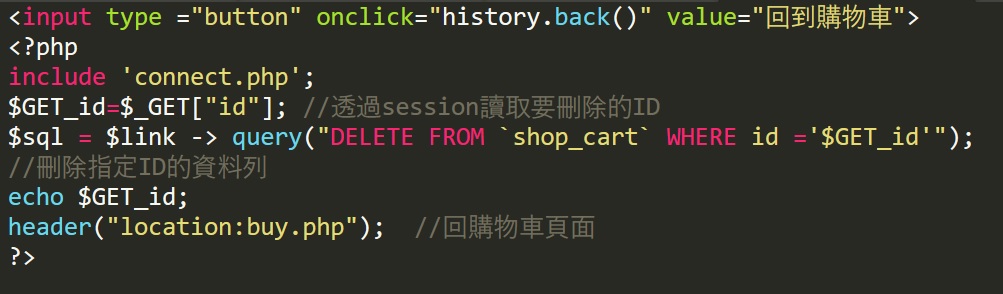 <input type ="button" onclick="history.back()" value="回到購物車">
<?php
include 'connect.php';
$GET_id=$_GET["id"]; //透過session讀取要刪除的ID
$sql = $link -> query("DELETE FROM `shop_cart` WHERE id ='$GET_id'");
//刪除指定ID的資料列
echo $GET_id;
header("location:buy.php");  //回購物車頁面
?>